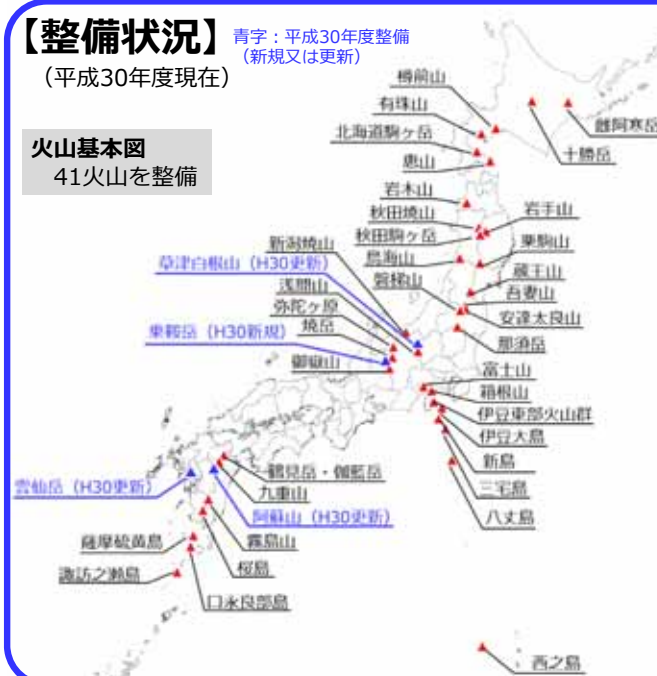 【整備状況】
青字：平成30年度整備
（新規又は更新）
（平成30年度現在）
火山基本図
41火山を整備
樽前山
有珠山
北海道駒ヶ岳
恵山
雌阿寒岳
十勝岳
岩木山
秋田焼山
秋田駒ヶ岳
鳥海山
磐梯山
岩手山
栗駒山
蔵王山
吾妻山
安達太良山
那須岳
新潟焼山
草津白根山（H30更新）
浅間山
弥陀ヶ原
焼岳
乗鞍岳（H30新規）
御嶽山
富士山
箱根山
伊豆東部火山群
伊豆大島
新島
三宅島
八丈島
鶴見岳・伽藍岳
九重山
雲仙岳（H30更新）
阿蘇山（H30更新）
霧島山
桜島
薩摩硫黄島
諏訪之瀬島
口永良部島
西之島